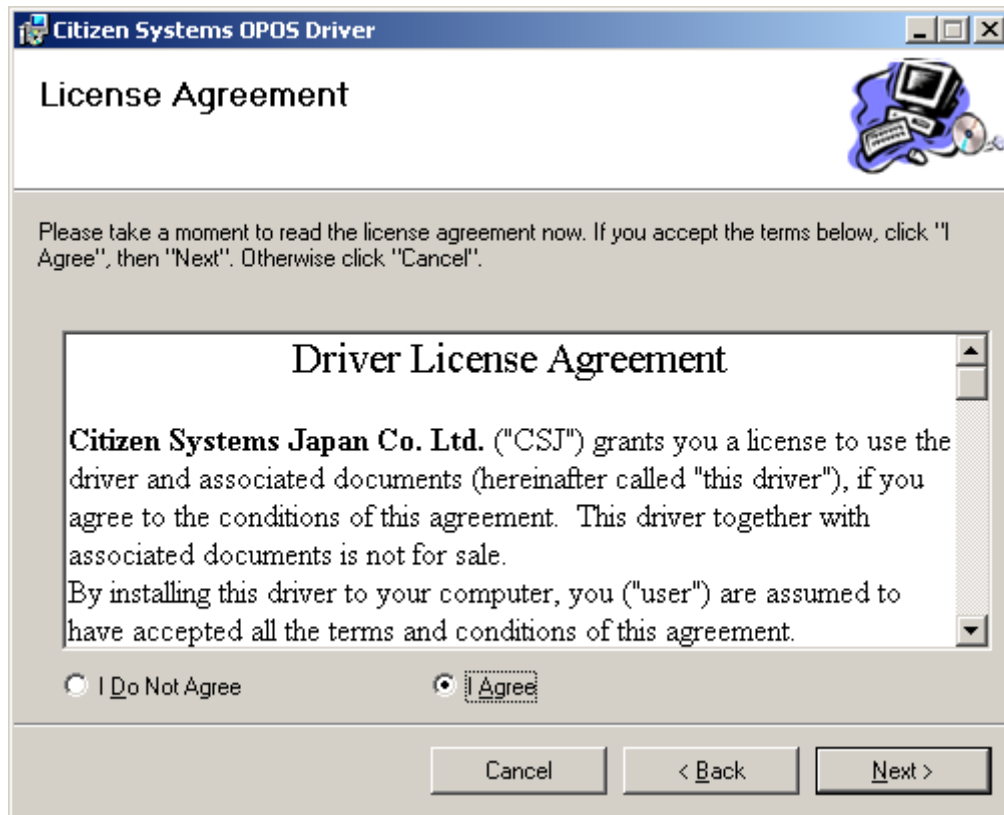 Citizen Systems OPOS Driver
License Agreement
Please take a moment to read the license agreement now. If you accept the terms below, click "I
Agree", then "Next". Otherwise click "Cancel".
Driver License Agreement
Citizen Systems Japan Co. Ltd. ("CSJ") grants you a license to use the
driver and associated documents (hereinafter called "this driver"), if you
agree to the conditions of this agreement.  This driver together with
associated documents is not for sale.
By installing this driver to your computer, you ("user") are assumed to
have accepted all the terms and conditions of this agreement.
I Do Not Agree
I Agree
Cancel
< Back
Next >